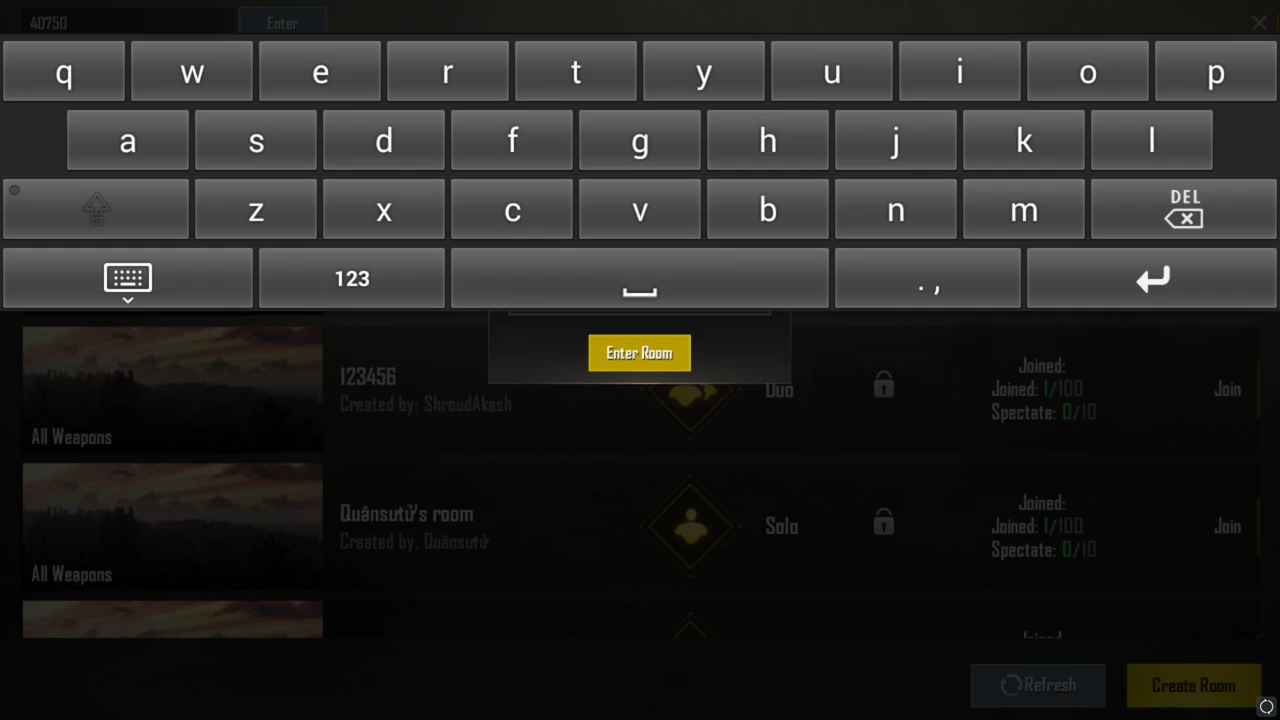 40750
Enter
q w e r t y u i o p
a s d f g h j k l
z x c v b n m DEL
123 . ,
Enter Room
All Weapons
123456
Created by: ShroudAkash
Duo
Joined:
Joined: 1/100
Spectate: 0/10
Join
All Weapons
Quânsutử's room
Created by: Quânsutử
Solo
Joined:
Joined: 1/100
Spectate: 0/10
Join
Refresh
Create Room